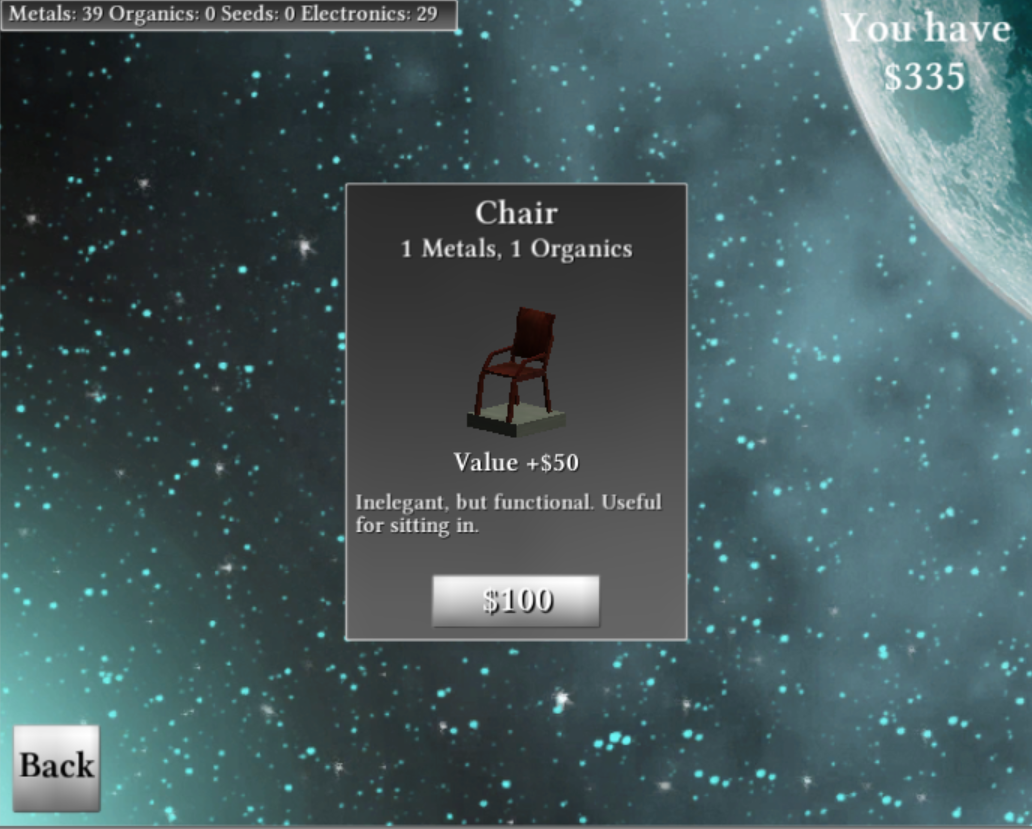 Metals: 39 Organics: 0 Seeds: 0 Electronics: 29
You have
$335
Chair
1 Metals, 1 Organics
Value +$50
Inelegant, but functional. Useful
for sitting in.
$100
Back